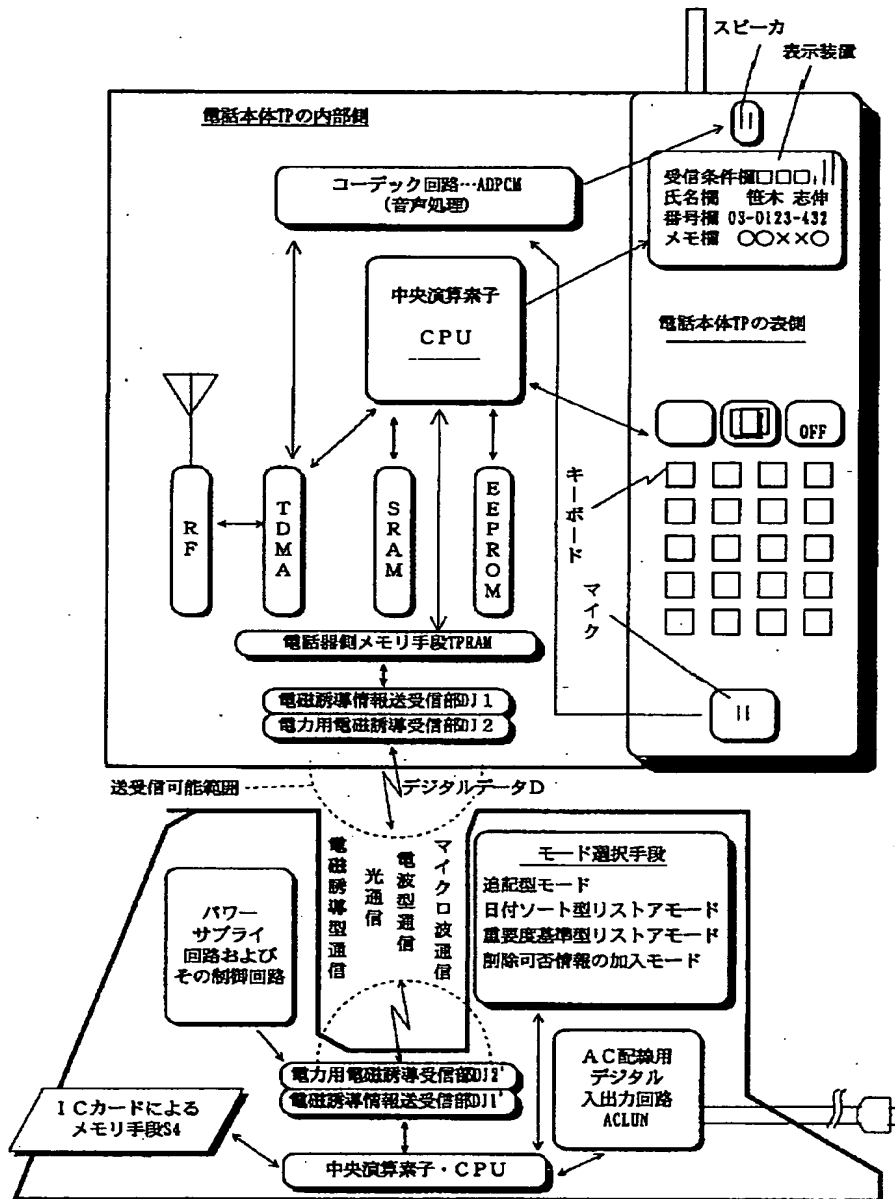 スピーカ
表示装置
電話本体TPの内部側
コーデック回路…ADPCM
(音声処理)
受信条件欄□□□.||
氏名欄 笹木 志伸
番号欄 03-0123-432
メモ欄 ○○××○
中央演算素子
CPU
電話本体TPの表側
OFF
RF
TDMA
SRAM
EEPROM
キーボード
マイク
電話器側メモリ手段TPRAM
電磁誘導情報送受信部DJ1
電力用電磁誘導受信部DJ2
送受信可能範囲
デジタルデータD
電磁誘導型通信
光通信
電波型通信
マイクロ波通信
モード選択手段
追記型モード
日付ソート型リストアモード
重要度基準型リストアモード
削除可否情報の加入モード
パワー
サプライ
回路および
その制御回路
電力用電磁誘導受信部DJ2'
電磁誘導情報送受信部DJ1'
AC配線用
デジタル
入出力回路
ACLUN
ICカードによる
メモリ手段S4
中央演算素子・CPU